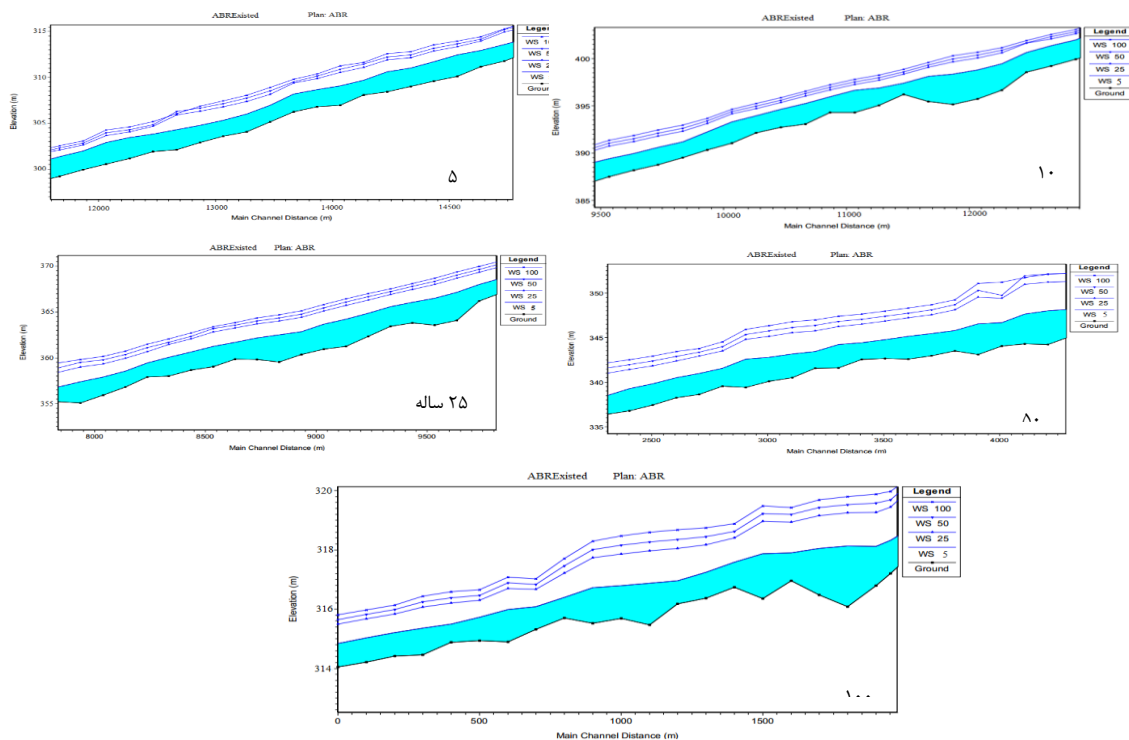 ABRExisted Plan: ABR
Elevation (m)
315
310
305
300
12000
13000
14000
14500
Main Channel Distance (m)
Legend
WS
WS
WS
WS
Groun
۵
ABRExisted Plan: ABR
Elevation (m)
400
395
390
385
9500
10000
11000
12000
Main Channel Distance (m)
Legend
WS 100
WS 50
WS 25
WS 5
Ground
۱۰
ABRExisted Plan: ABR
Elevation (m)
370
365
360
355
8000
8500
9000
9500
Main Channel Distance (m)
Legend
WS 100
WS 50
WS 25
WS 5
Ground
۲۵ ساله
ABRExisted Plan: ABR
Elevation (m)
350
345
340
335
2500
3000
3500
4000
Main Channel Distance (m)
Legend
WS 100
WS 50
WS 25
WS 5
Ground
۸۰
ABRExisted Plan: ABR
Elevation (m)
320
318
316
314
0
500
1000
1500
Main Channel Distance (m)
Legend
WS 100
WS 50
WS 25
WS 5
Ground
۱۰۰